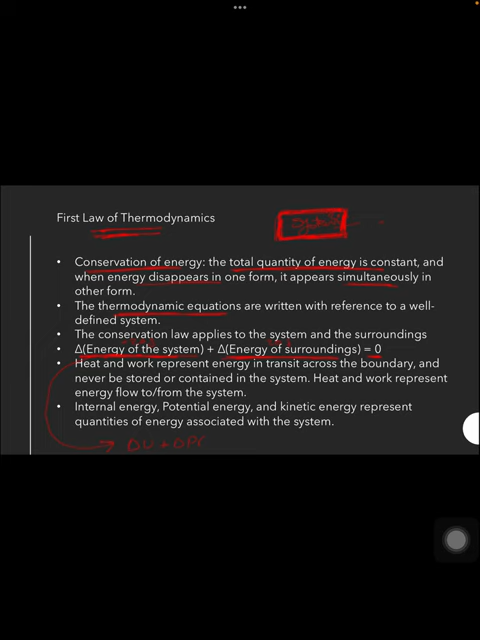 First Law of Thermodynamics
• Conservation of energy: the total quantity of energy is constant, and
when energy disappears in one form, it appears simultaneously in
other form.
• The thermodynamic equations are written with reference to a well-
defined system.
• The conservation law applies to the system and the surroundings
• Δ(Energy of the system) + Δ(Energy of surroundings) = 0
• Heat and work represent energy in transit across the boundary, and
never be stored or contained in the system. Heat and work represent
energy flow to/from the system.
• Internal energy, Potential energy, and kinetic energy represent
quantities of energy associated with the system.
ΔU + ΔP